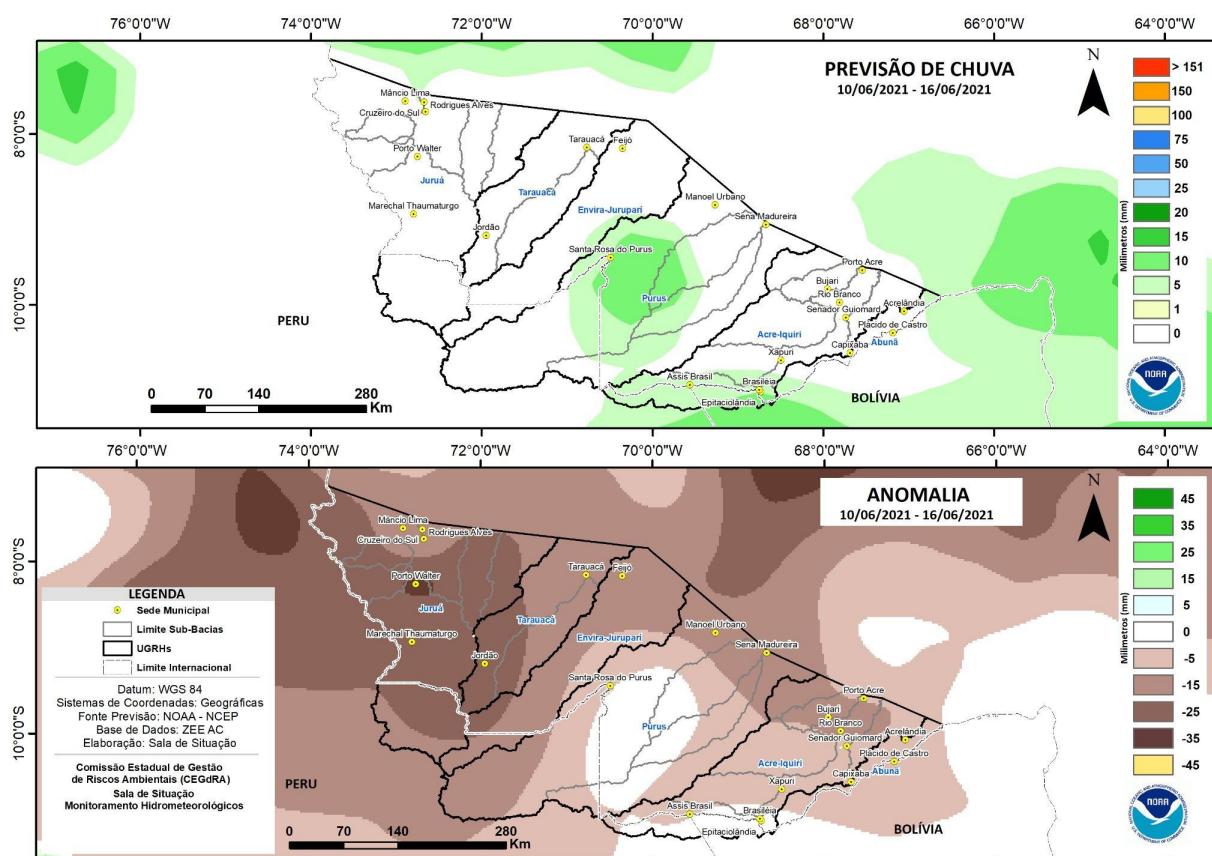 76°0'0"W
74°0'0"W
72°0'0"W
70°0'0"W
68°0'0"W
66°0'0"W
64°0'0"W
PREVISÃO DE CHUVA
10/06/2021 - 16/06/2021
N
8°0'0"S
10°0'0"S
Mâncio Lima
Rodrigues Alves
Cruzeiro do Sul
Porto Walter
Juruá
Marechal Thaumaturgo
Jordão
Tarauacá
Feijó
Tarauacá
Envira-Jurupari
Manoel Urbano
Sena Madureira
Santa Rosa do Purus
Purus
Porto Acre
Bujari
Rio Branco
Senador Guiomard
Acrelândia
Plácido de Castro
Abunã
Acre-Iquiri
Capixaba
Xapuri
Assis Brasil
Brasiléia
Epitaciolândia
PERU
BOLÍVIA
0 70 140 280
Km
Milímetros (mm)
> 151
150
100
75
50
25
20
15
10
5
1
0
NOAA
76°0'0"W
74°0'0"W
72°0'0"W
70°0'0"W
68°0'0"W
66°0'0"W
64°0'0"W
ANOMALIA
10/06/2021 - 16/06/2021
N
8°0'0"S
10°0'0"S
Mâncio Lima
Rodrigues Alves
Cruzeiro do Sul
Porto Walter
Juruá
Marechal Thaumaturgo
Jordão
Tarauacá
Feijó
Tarauacá
Envira-Jurupari
Manoel Urbano
Sena Madureira
Santa Rosa do Purus
Purus
Porto Acre
Bujari
Rio Branco
Senador Guiomard
Acrelândia
Plácido de Castro
Abunã
Acre-Iquiri
Capixaba
Xapuri
Assis Brasil
Brasiléia
Epitaciolândia
PERU
BOLÍVIA
0 70 140 280
Km
Milímetros (mm)
45
35
25
15
5
0
-5
-15
-25
-35
-45
NOAA
LEGENDA
Sede Municipal
Limite Sub-Bacias
UGRHs
Limite Internacional
Datum: WGS 84
Sistemas de Coordenadas: Geográficas
Fonte Previsão: NOAA - NCEP
Base de Dados: ZEE AC
Elaboração: Sala de Situação
Comissão Estadual de Gestão
de Riscos Ambientais (CEGdRA)
Sala de Situação
Monitoramento Hidrometeorológicos